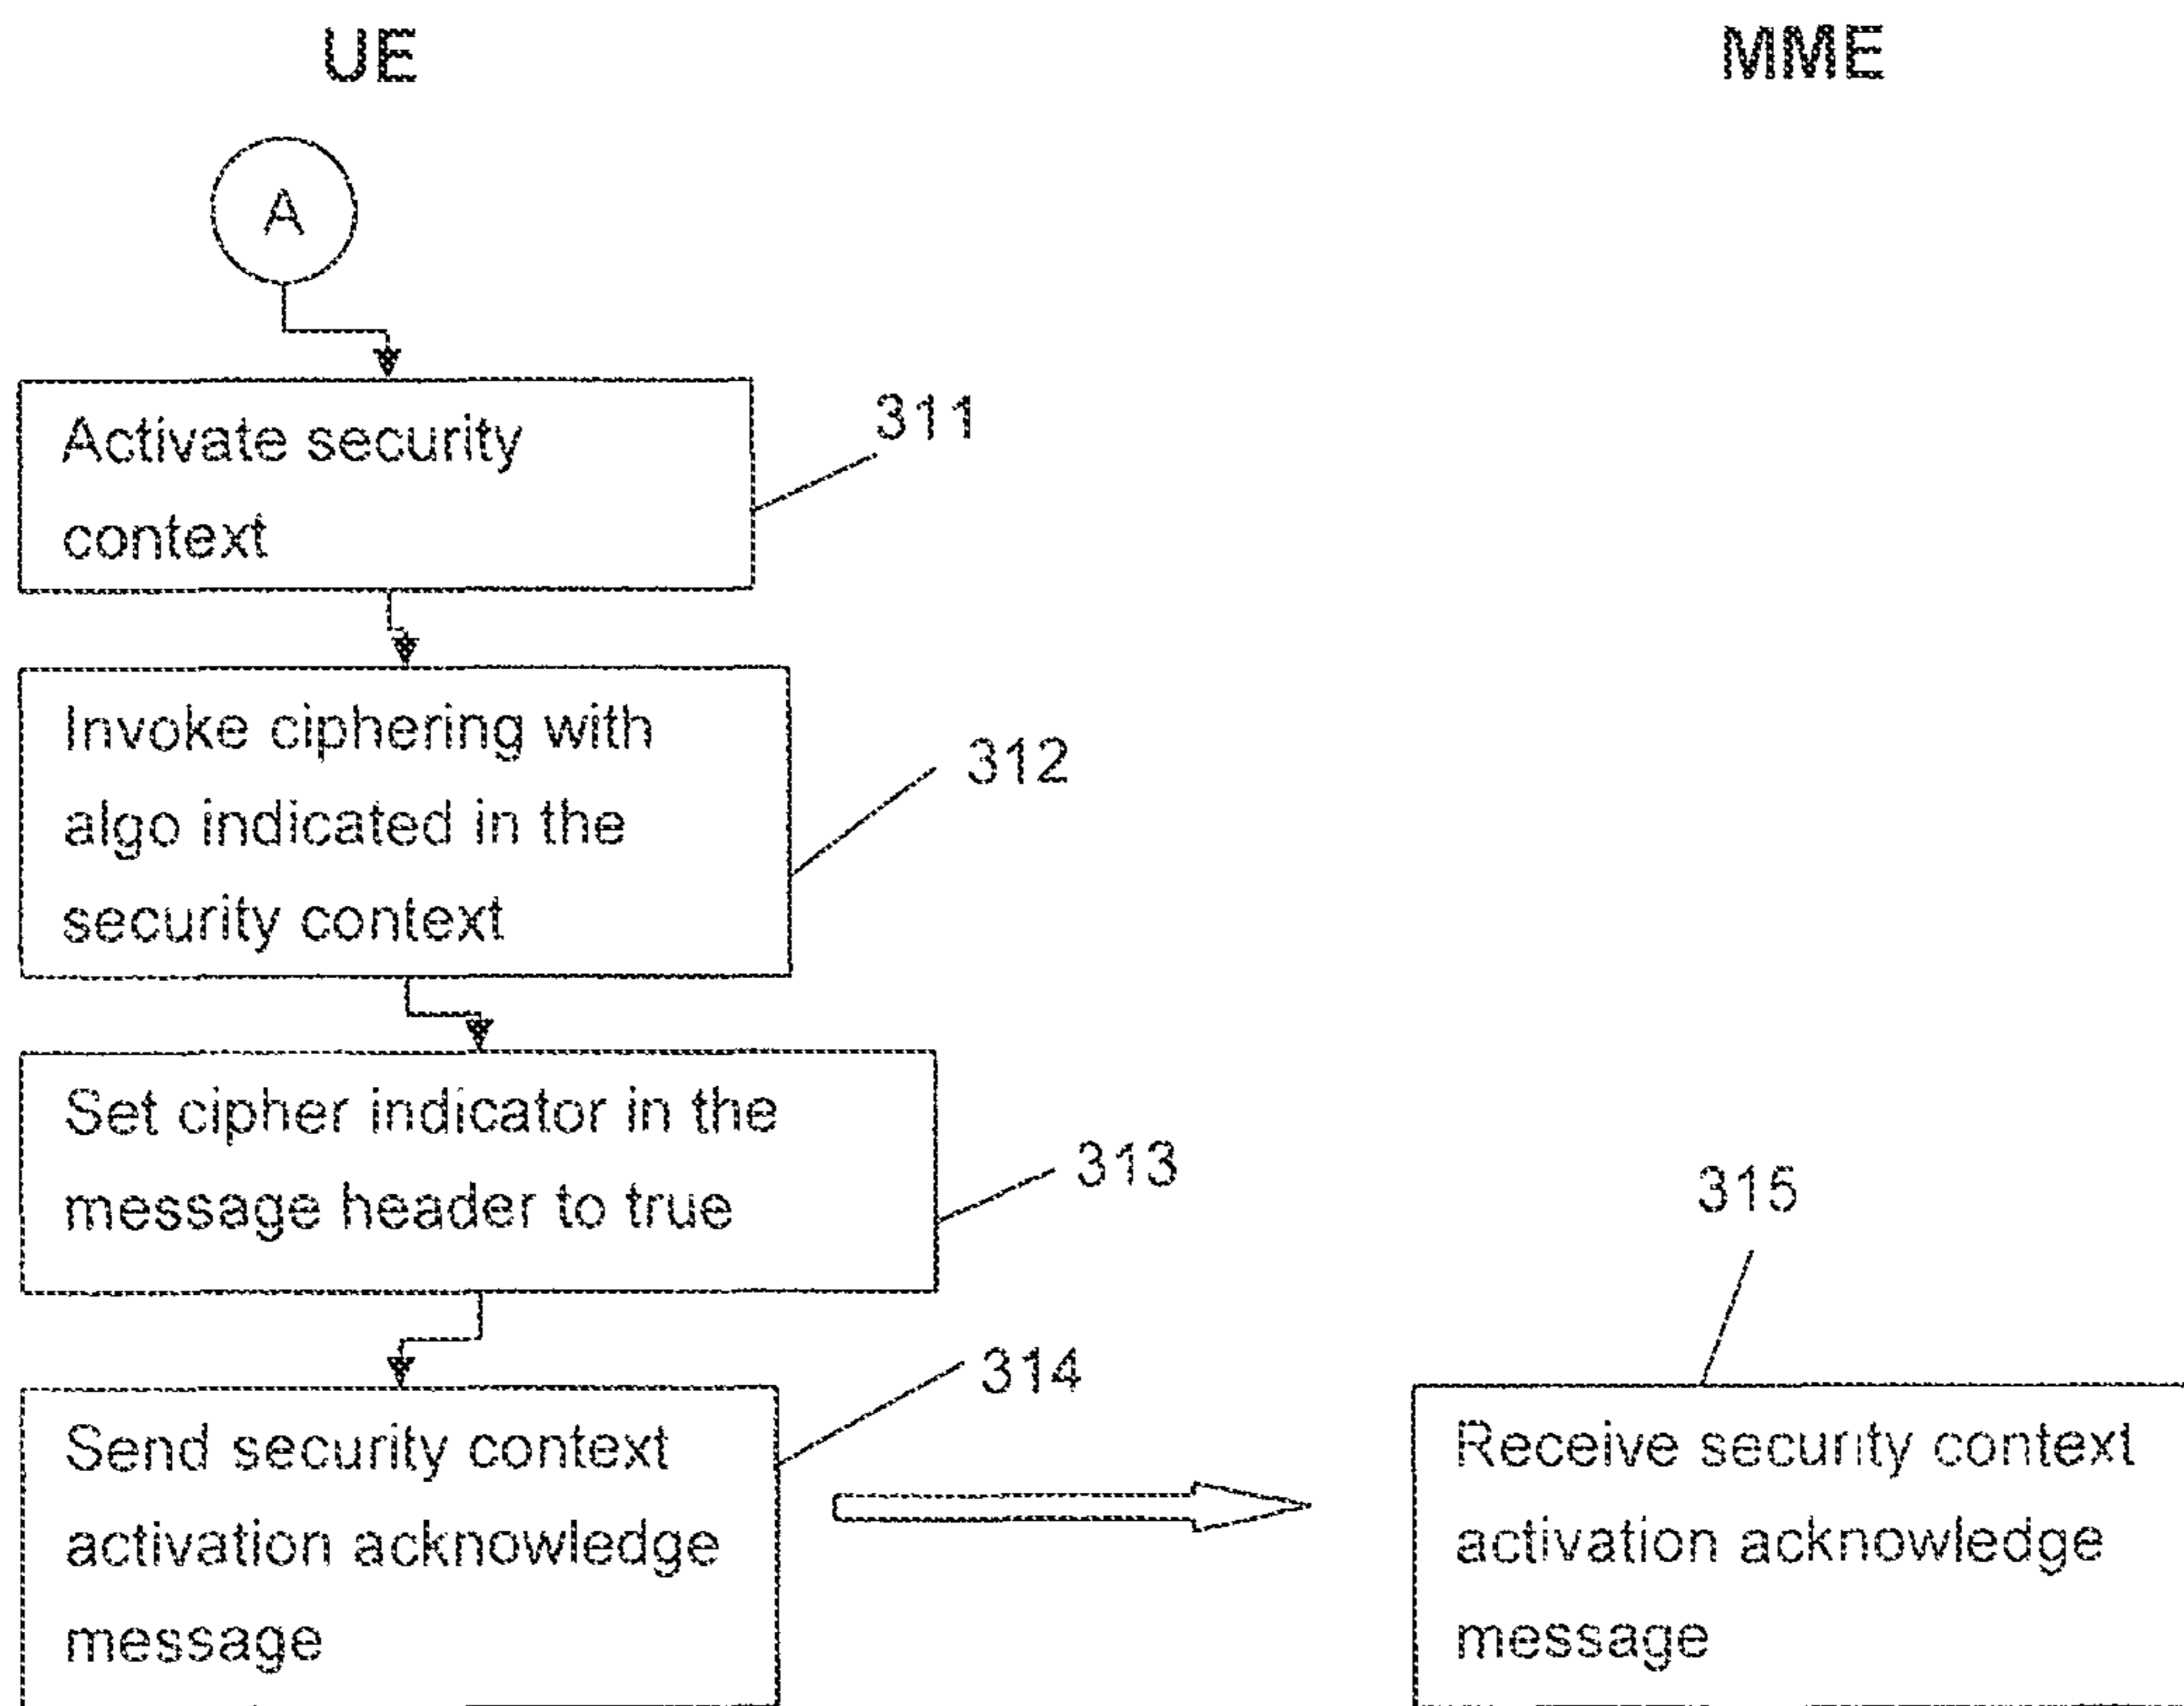 UE
MME
A
Activate security
context
311
Invoke ciphering with
algo indicated in the
security context
312
Set cipher indicator in the
message header to true
313
Send security context
activation acknowledge
message
314
315
Receive security context
activation acknowledge
message